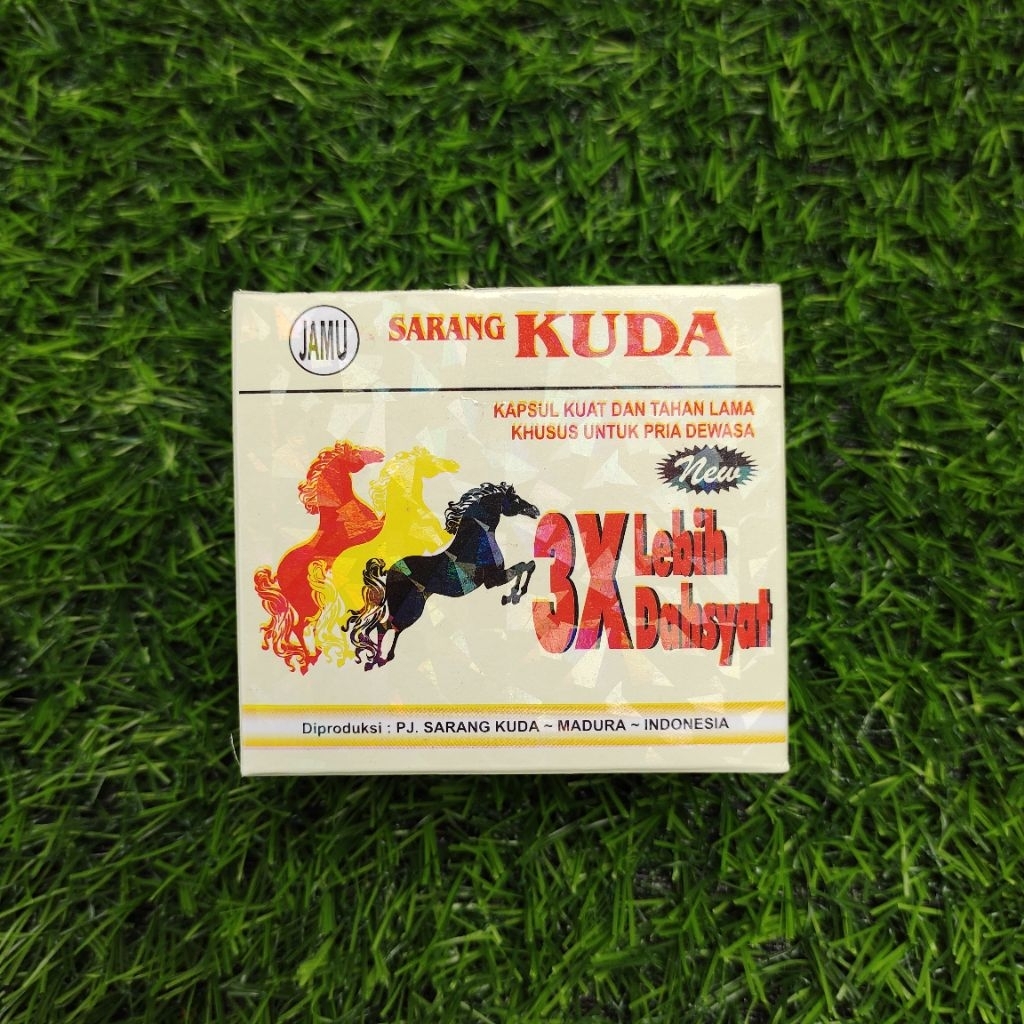 JAMU
SARANG KUDA
KAPSUL KUAT DAN TAHAN LAMA
KHUSUS UNTUK PRIA DEWASA
New
3X Lebih
Dahsyat
Diproduksi : PJ. SARANG KUDA ~ MADURA ~ INDONESIA